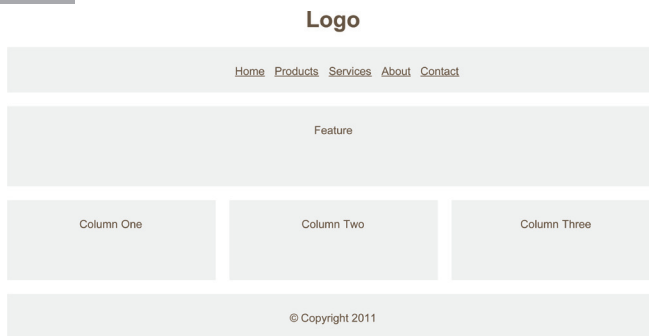 Logo
Home Products Services About Contact
Feature
Column One Column Two Column Three
© Copyright 2011